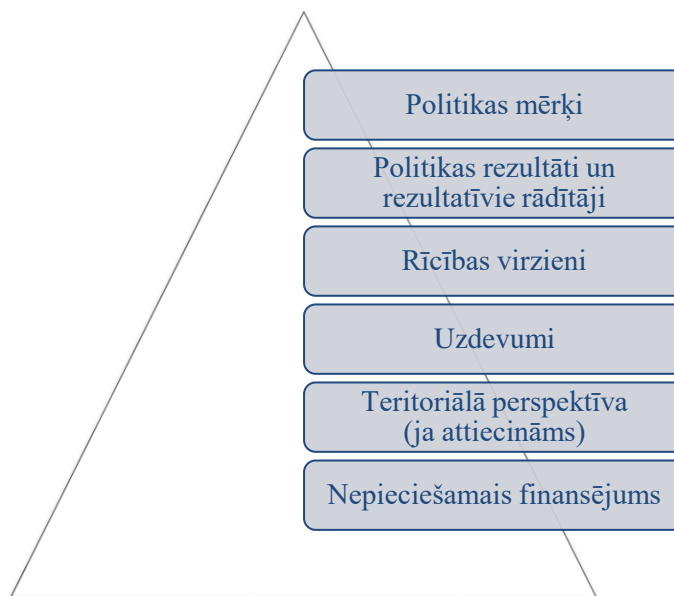 Politikas mērķi
Politikas rezultāti un
rezultatīvie rādītāji
Rīcības virzieni
Uzdevumi
Teritoriālā perspektīva
(ja attiecināms)
Nepieciešamais finansējums